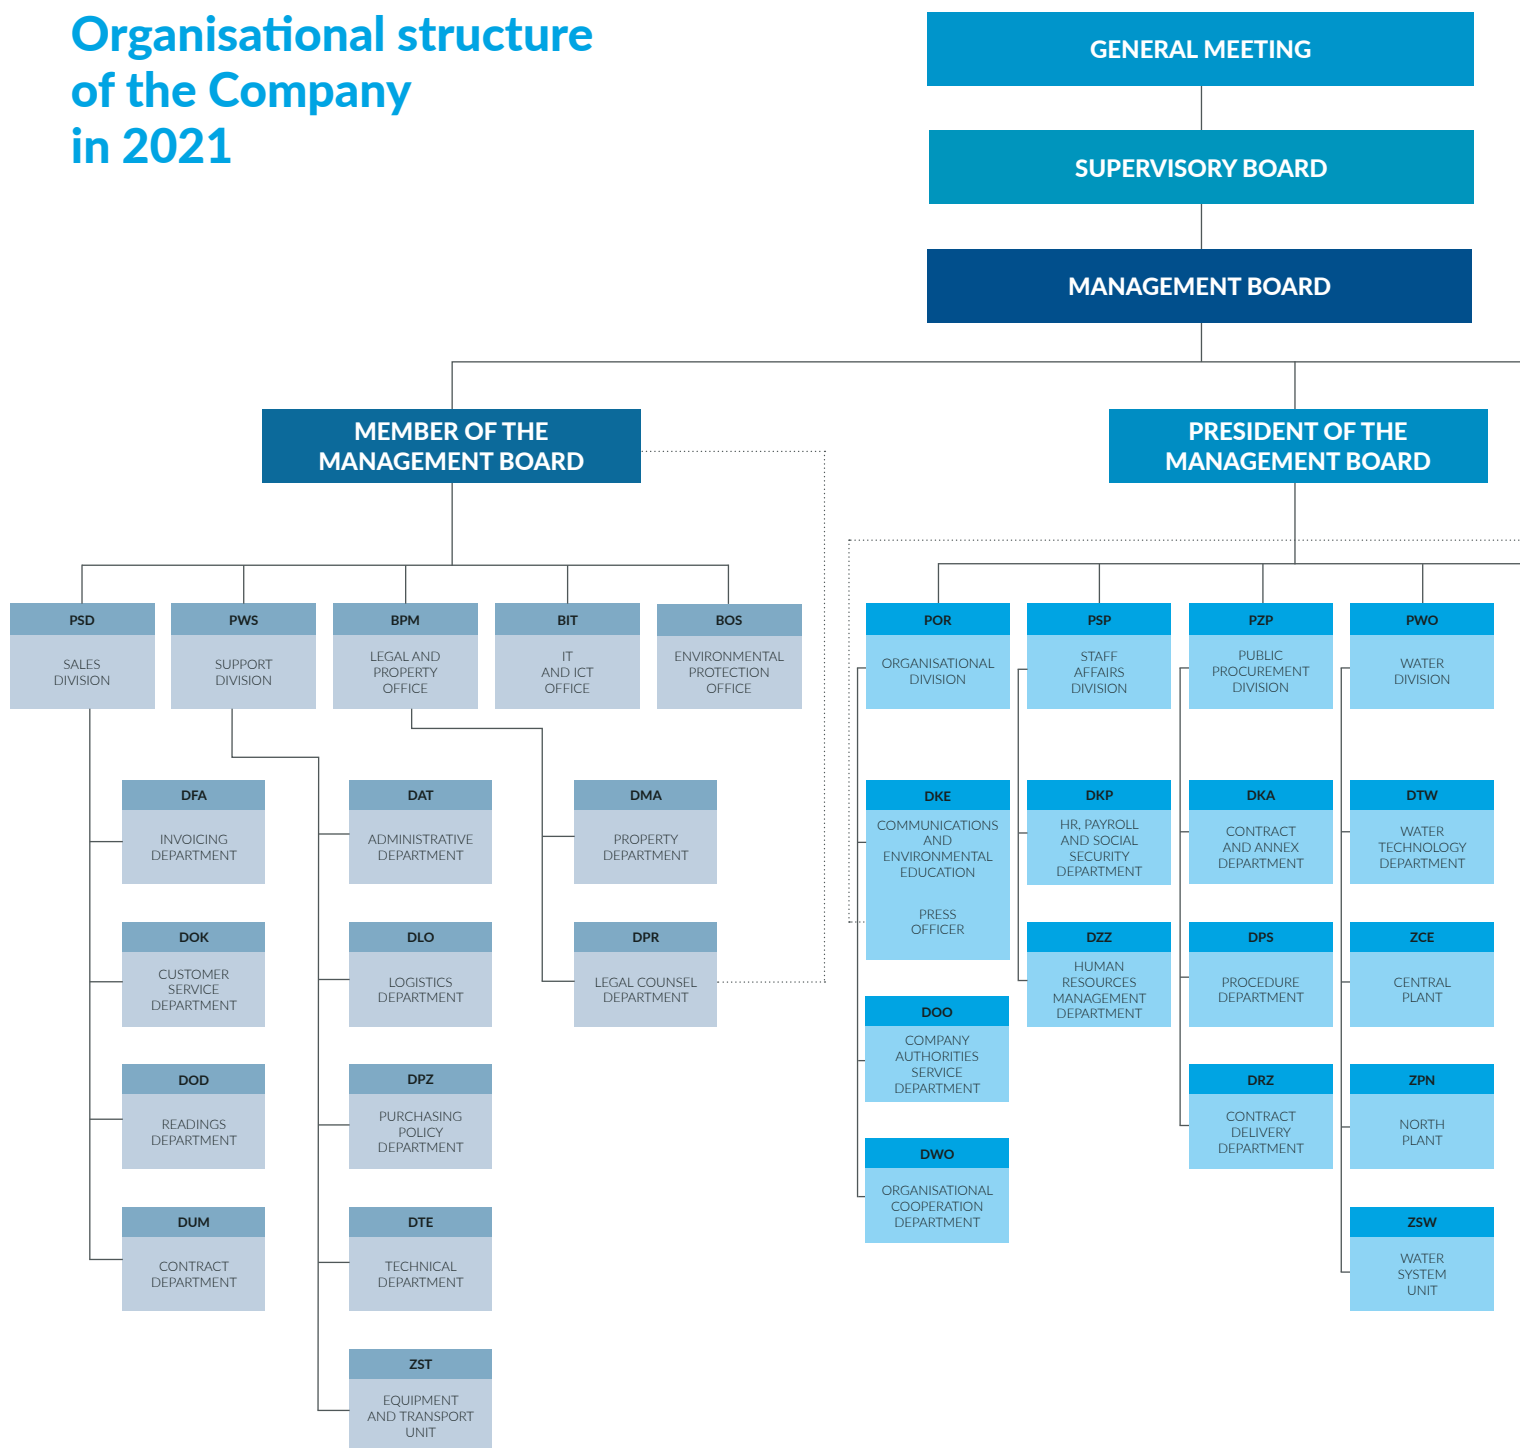 Organisational structure
of the Company
in 2021
GENERAL MEETING
SUPERVISORY BOARD
MANAGEMENT BOARD
MEMBER OF THE
MANAGEMENT BOARD
PRESIDENT OF THE
MANAGEMENT BOARD
PSD
SALES
DIVISION
PWS
SUPPORT
DIVISION
BPM
LEGAL AND
PROPERTY
OFFICE
BIT
IT
AND ICT
OFFICE
BOS
ENVIRONMENTAL
PROTECTION
OFFICE
POR
ORGANISATIONAL
DIVISION
PSP
STAFF
AFFAIRS
DIVISION
PZP
PUBLIC
PROCUREMENT
DIVISION
PWO
WATER
DIVISION
DFA
INVOICING
DEPARTMENT
DAT
ADMINISTRATIVE
DEPARTMENT
DMA
PROPERTY
DEPARTMENT
DKE
COMMUNICATIONS
AND
ENVIRONMENTAL
EDUCATION
PRESS
OFFICER
DKP
HR, PAYROLL
AND SOCIAL
SECURITY
DEPARTMENT
DKA
CONTRACT
AND ANNEX
DEPARTMENT
DTW
WATER
TECHNOLOGY
DEPARTMENT
DOK
CUSTOMER
SERVICE
DEPARTMENT
DLO
LOGISTICS
DEPARTMENT
DPR
LEGAL COUNSEL
DEPARTMENT
DZZ
HUMAN
RESOURCES
MANAGEMENT
DEPARTMENT
DPS
PROCEDURE
DEPARTMENT
ZCE
CENTRAL
PLANT
DOO
COMPANY
AUTHORITIES
SERVICE
DEPARTMENT
DOD
READINGS
DEPARTMENT
DPZ
PURCHASING
POLICY
DEPARTMENT
DRZ
CONTRACT
DELIVERY
DEPARTMENT
ZPN
NORTH
PLANT
DWO
ORGANISATIONAL
COOPERATION
DEPARTMENT
DUM
CONTRACT
DEPARTMENT
DTE
TECHNICAL
DEPARTMENT
ZSW
WATER
SYSTEM
UNIT
ZST
EQUIPMENT
AND TRANSPORT
UNIT